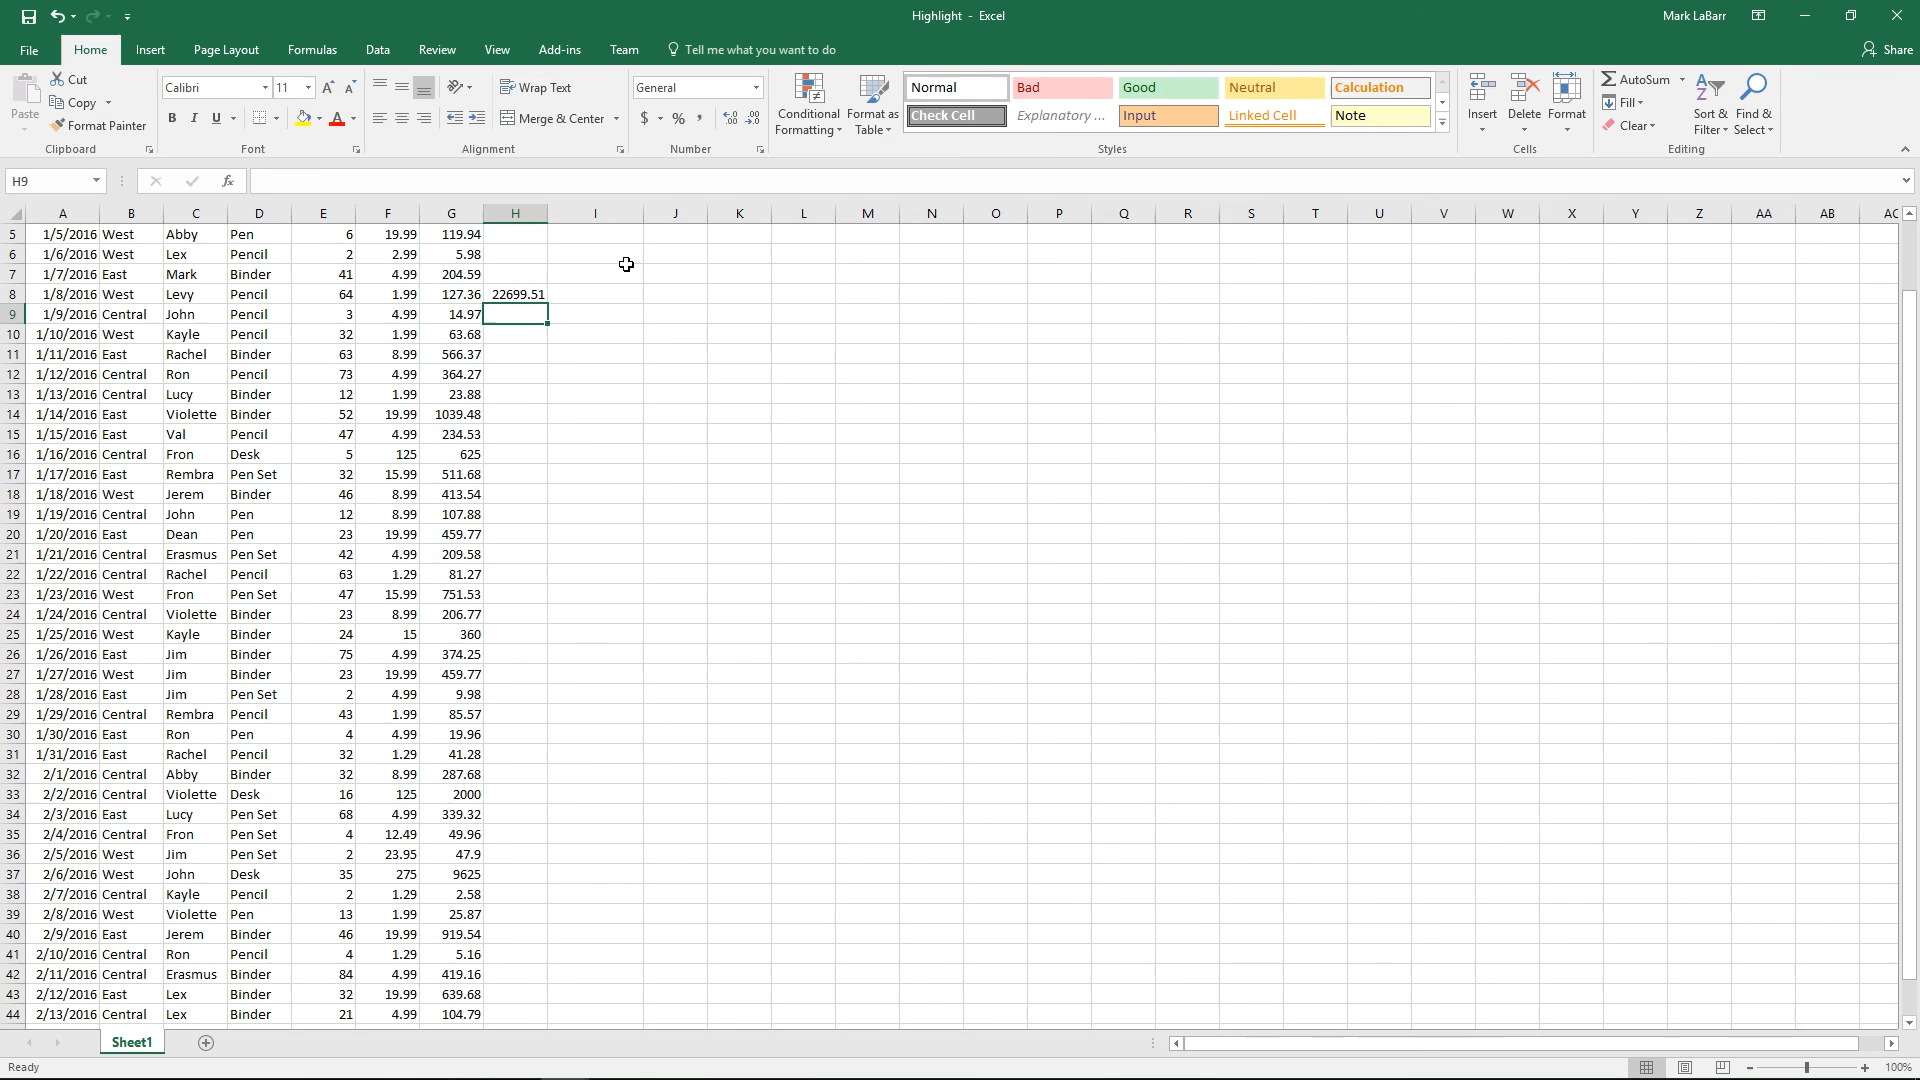 Highlight - Excel
Mark LaBarr
File Home Insert Page Layout Formulas Data Review View Add-ins Team Tell me what you want to do Share
Paste
Cut
Copy
Format Painter
Clipboard
Calibri 11
A A
B I U A
Font
Wrap Text
Merge & Center
Alignment
General
$ % ,
Number
Conditional Formatting
Format as Table
Normal Bad Good Neutral Calculation
Check Cell Explanatory ... Input Linked Cell Note
Styles
Insert Delete Format
Cells
AutoSum
Fill
Clear
Sort & Filter
Find & Select
Editing
H9
fx
A B C D E F G H I J K L M N O P Q R S T U V W X Y Z AA AB AC
5 1/5/2016 West Abby Pen 6 19.99 119.94
6 1/6/2016 West Lex Pencil 2 2.99 5.98
7 1/7/2016 East Mark Binder 41 4.99 204.59
8 1/8/2016 West Levy Pencil 64 1.99 127.36 22699.51
9 1/9/2016 Central John Pencil 3 4.99 14.97
10 1/10/2016 West Kayle Pencil 32 1.99 63.68
11 1/11/2016 East Rachel Binder 63 8.99 566.37
12 1/12/2016 Central Ron Pencil 73 4.99 364.27
13 1/13/2016 Central Lucy Binder 12 1.99 23.88
14 1/14/2016 East Violette Binder 52 19.99 1039.48
15 1/15/2016 East Val Pencil 47 4.99 234.53
16 1/16/2016 Central Fron Desk 5 125 625
17 1/17/2016 East Rembra Pen Set 32 15.99 511.68
18 1/18/2016 West Jerem Binder 46 8.99 413.54
19 1/19/2016 Central John Pen 12 8.99 107.88
20 1/20/2016 East Dean Pen 23 19.99 459.77
21 1/21/2016 Central Erasmus Pen Set 42 4.99 209.58
22 1/22/2016 Central Rachel Pencil 63 1.29 81.27
23 1/23/2016 West Fron Pen Set 47 15.99 751.53
24 1/24/2016 Central Violette Binder 23 8.99 206.77
25 1/25/2016 West Kayle Binder 24 15 360
26 1/26/2016 East Jim Binder 75 4.99 374.25
27 1/27/2016 West Jim Binder 23 19.99 459.77
28 1/28/2016 East Jim Pen Set 2 4.99 9.98
29 1/29/2016 Central Rembra Pencil 43 1.99 85.57
30 1/30/2016 East Ron Pen 4 4.99 19.96
31 1/31/2016 East Rachel Pencil 32 1.29 41.28
32 2/1/2016 Central Abby Binder 32 8.99 287.68
33 2/2/2016 Central Violette Desk 16 125 2000
34 2/3/2016 East Lucy Pen Set 68 4.99 339.32
35 2/4/2016 Central Fron Pen Set 4 12.49 49.96
36 2/5/2016 West Jim Pen Set 2 23.95 47.9
37 2/6/2016 West John Desk 35 275 9625
38 2/7/2016 Central Kayle Pencil 2 1.29 2.58
39 2/8/2016 West Violette Pen 13 1.99 25.87
40 2/9/2016 East Jerem Binder 46 19.99 919.54
41 2/10/2016 Central Ron Pencil 4 1.29 5.16
42 2/11/2016 Central Erasmus Binder 84 4.99 419.16
43 2/12/2016 East Lex Binder 32 19.99 639.68
44 2/13/2016 Central Lex Binder 21 4.99 104.79
Sheet1
Ready
100%